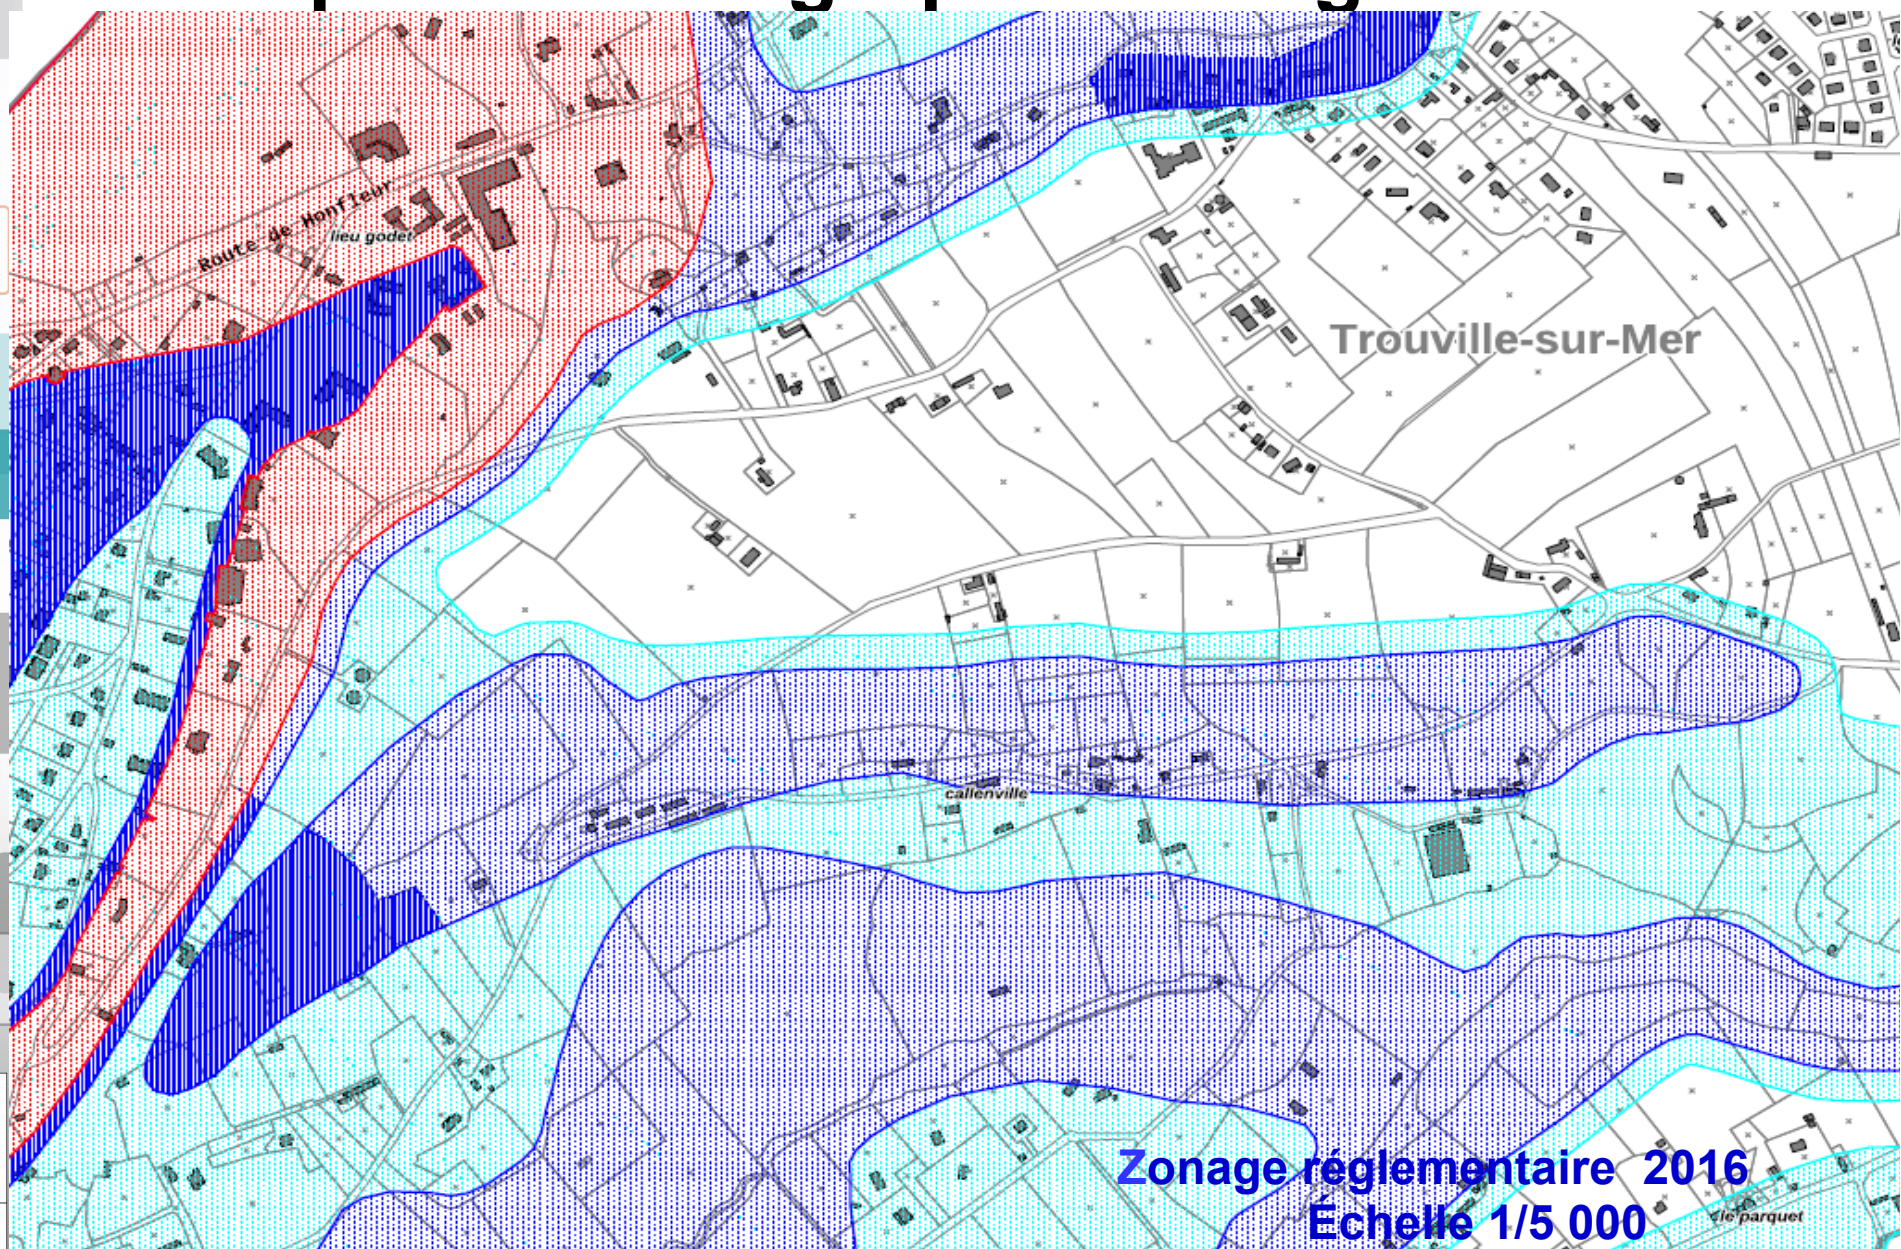 Route de Honfleur
lieu godet
Trouville-sur-Mer
callenville
Zonage réglementaire 2016
Échelle 1/5 000
le parquet